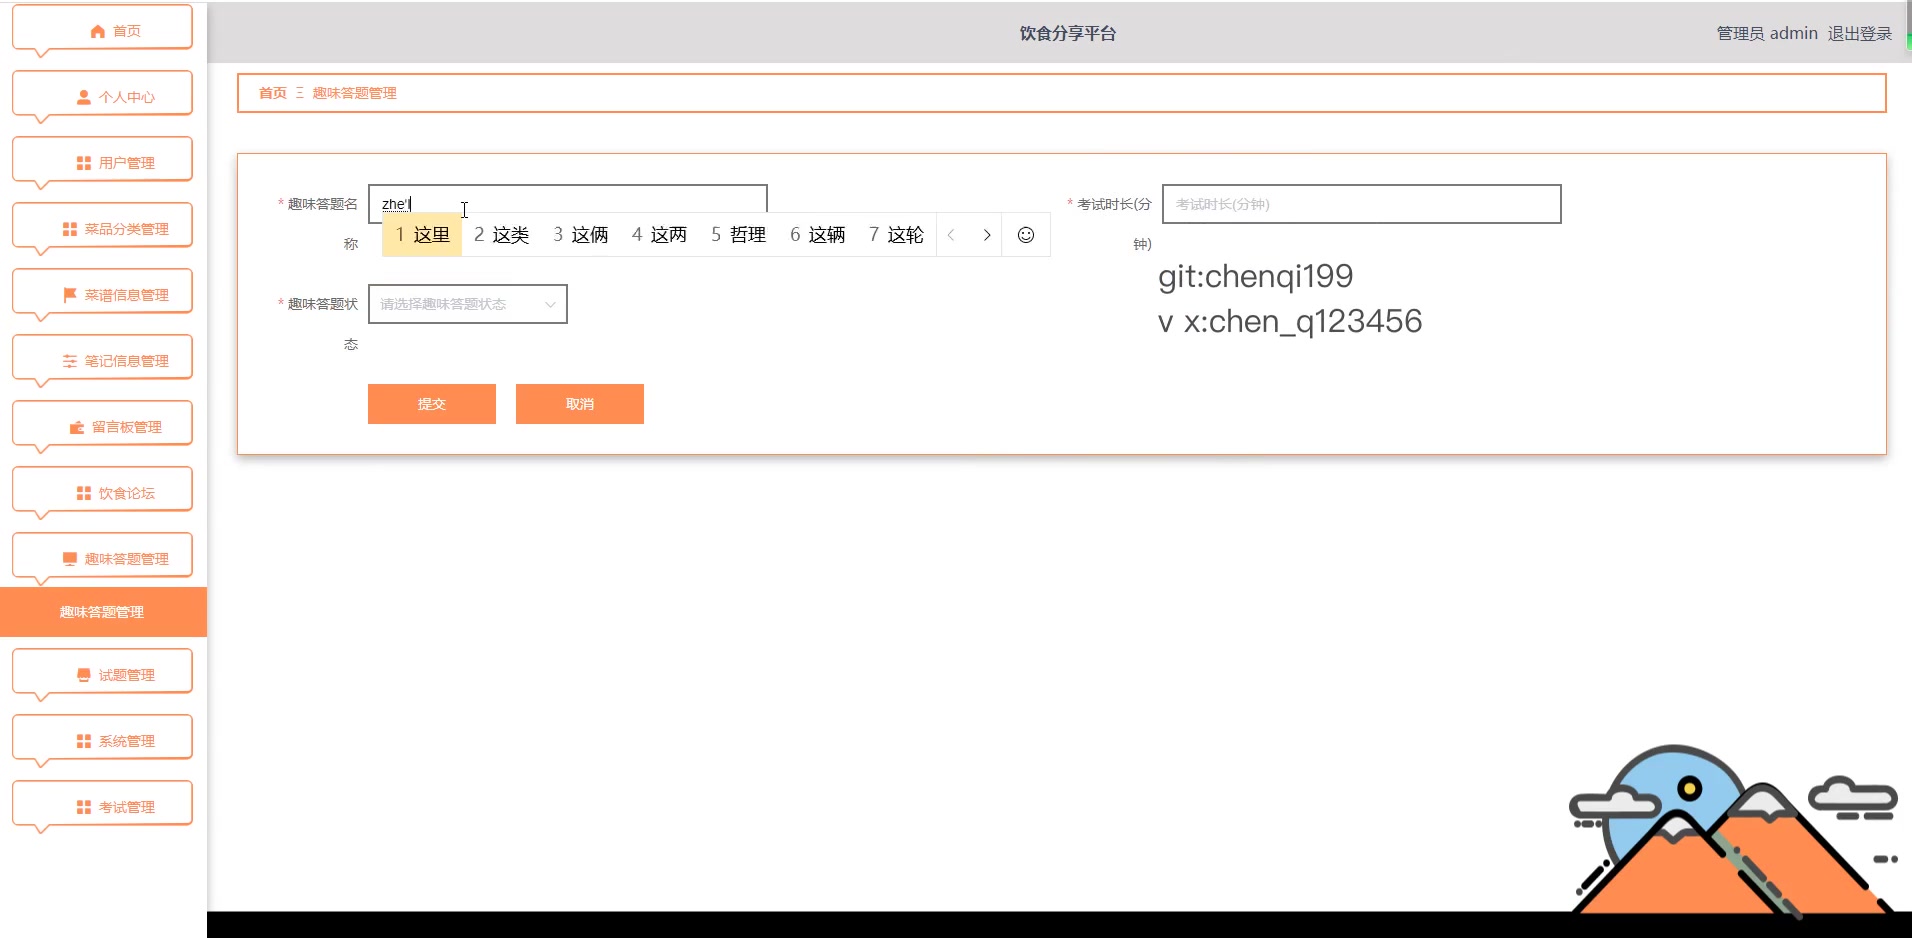 首页
个人中心
用户管理
菜品分类管理
菜谱信息管理
笔记信息管理
留言板管理
饮食论坛
趣味答题管理
趣味答题管理
试题管理
系统管理
考试管理
饮食分享平台
管理员 admin 退出登录
首页 趣味答题管理
* 趣味答题名
称
zhe'l
1 这里 2 这类 3 这俩 4 这两 5 哲理 6 这辆 7 这轮
* 考试时长(分
钟)
考试时长(分钟)
git:chenqi199
v x:chen_q123456
* 趣味答题状
态
请选择趣味答题状态
提交 取消